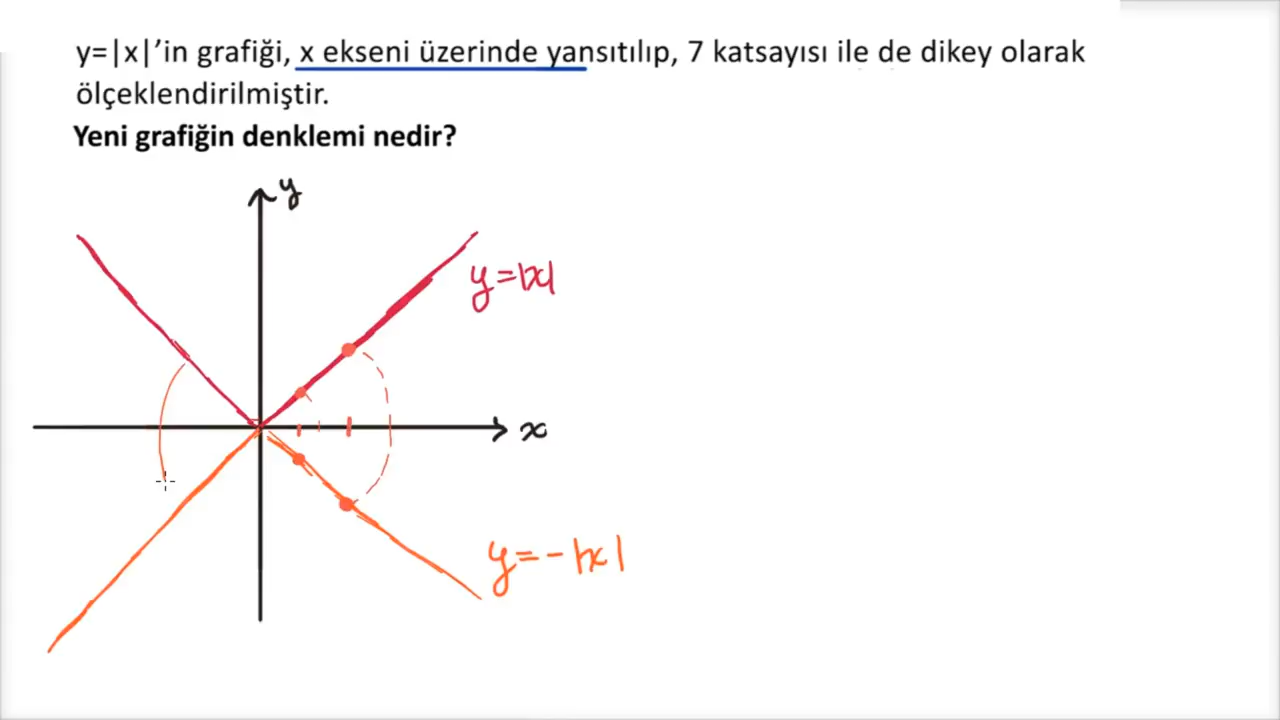 y=|x|’in grafiği, x ekseni üzerinde yansıtılıp, 7 katsayısı ile de dikey olarak
ölçeklendirilmiştir.
Yeni grafiğin denklemi nedir?
y
y=|x|
x
y=-|x|